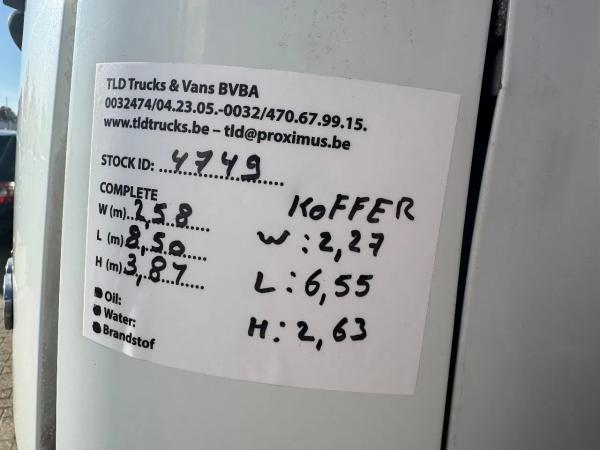 TLD Trucks & Vans BVBA
0032474/04.23.05.-0032/470.67.99.15.
www.tldtrucks.be – tld@proximus.be
STOCK ID: 4749
COMPLETE
W (m) 2,58
L (m) 8,50
H (m) 3,87
Oil:
Water:
Brandstof
KOFFER
W: 2,27
L: 6,55
H: 2,63